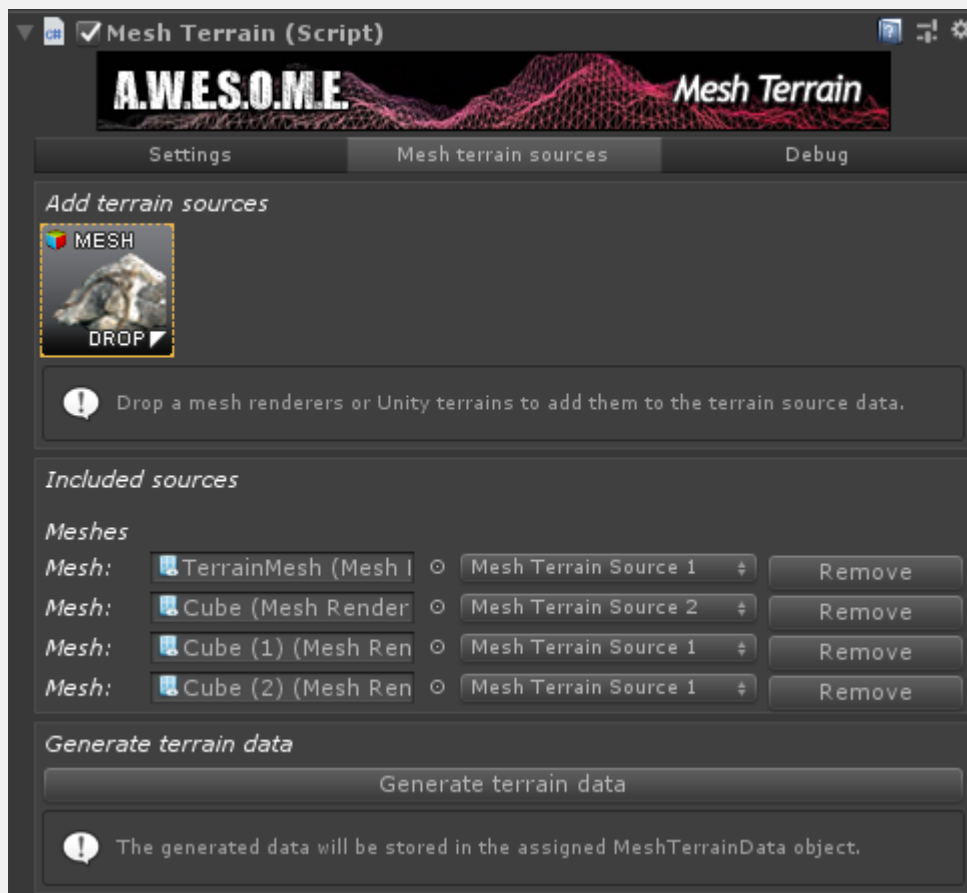 Mesh Terrain (Script)
A.W.E.S.O.M.E. Mesh Terrain
Settings Mesh terrain sources Debug
Add terrain sources
MESH
DROP
Drop a mesh renderers or Unity terrains to add them to the terrain source data.
Included sources
Meshes
Mesh: TerrainMesh (Mesh Mesh Terrain Source 1 Remove
Mesh: Cube (Mesh Render Mesh Terrain Source 2 Remove
Mesh: Cube (1) (Mesh Ren Mesh Terrain Source 1 Remove
Mesh: Cube (2) (Mesh Ren Mesh Terrain Source 1 Remove
Generate terrain data
Generate terrain data
The generated data will be stored in the assigned MeshTerrainData object.